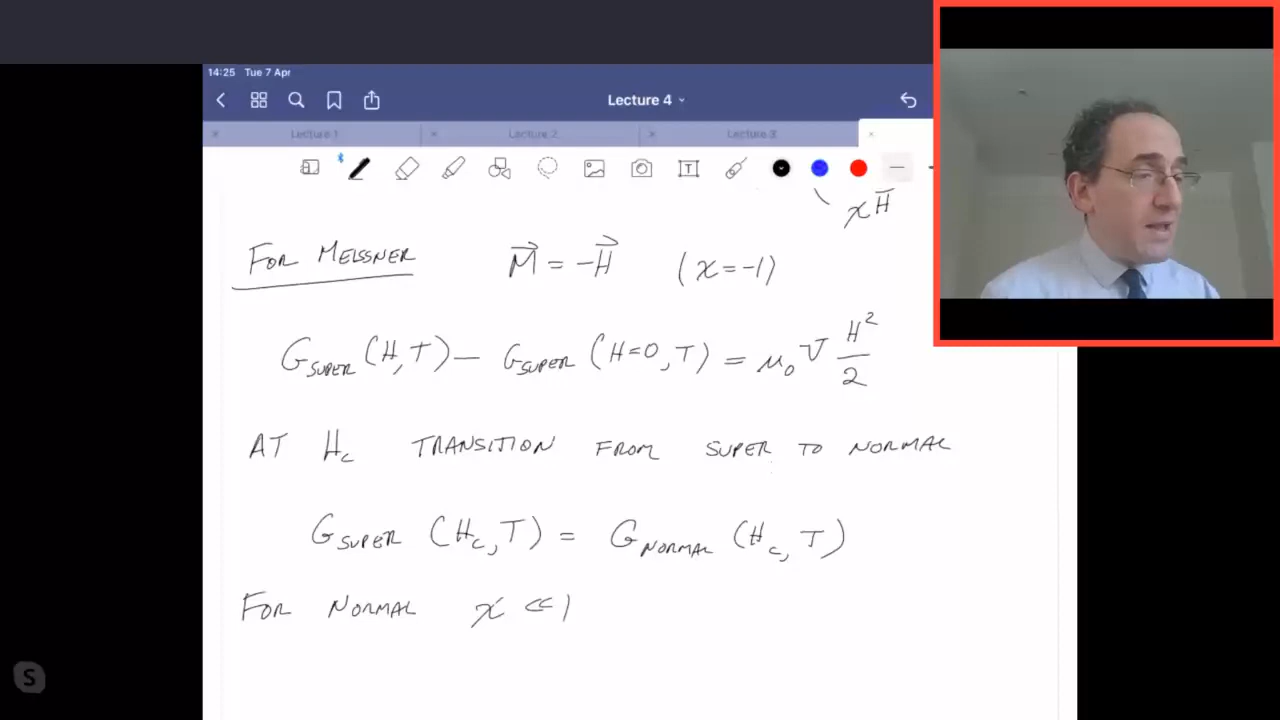 14:25 Tue 7 Apr
Lecture 4
Lecture 1 Lecture 2 Lecture 3
T
χH̅
FOR MEISSNER M⃗ = -H⃗ (χ = -1)
G_SUPER (H, T) - G_SUPER (H=0, T) = μ₀ V H²/2
AT H_c TRANSITION FROM SUPER TO NORMAL
G_SUPER (H_c, T) = G_NORMAL (H_c, T)
FOR NORMAL χ << 1
S